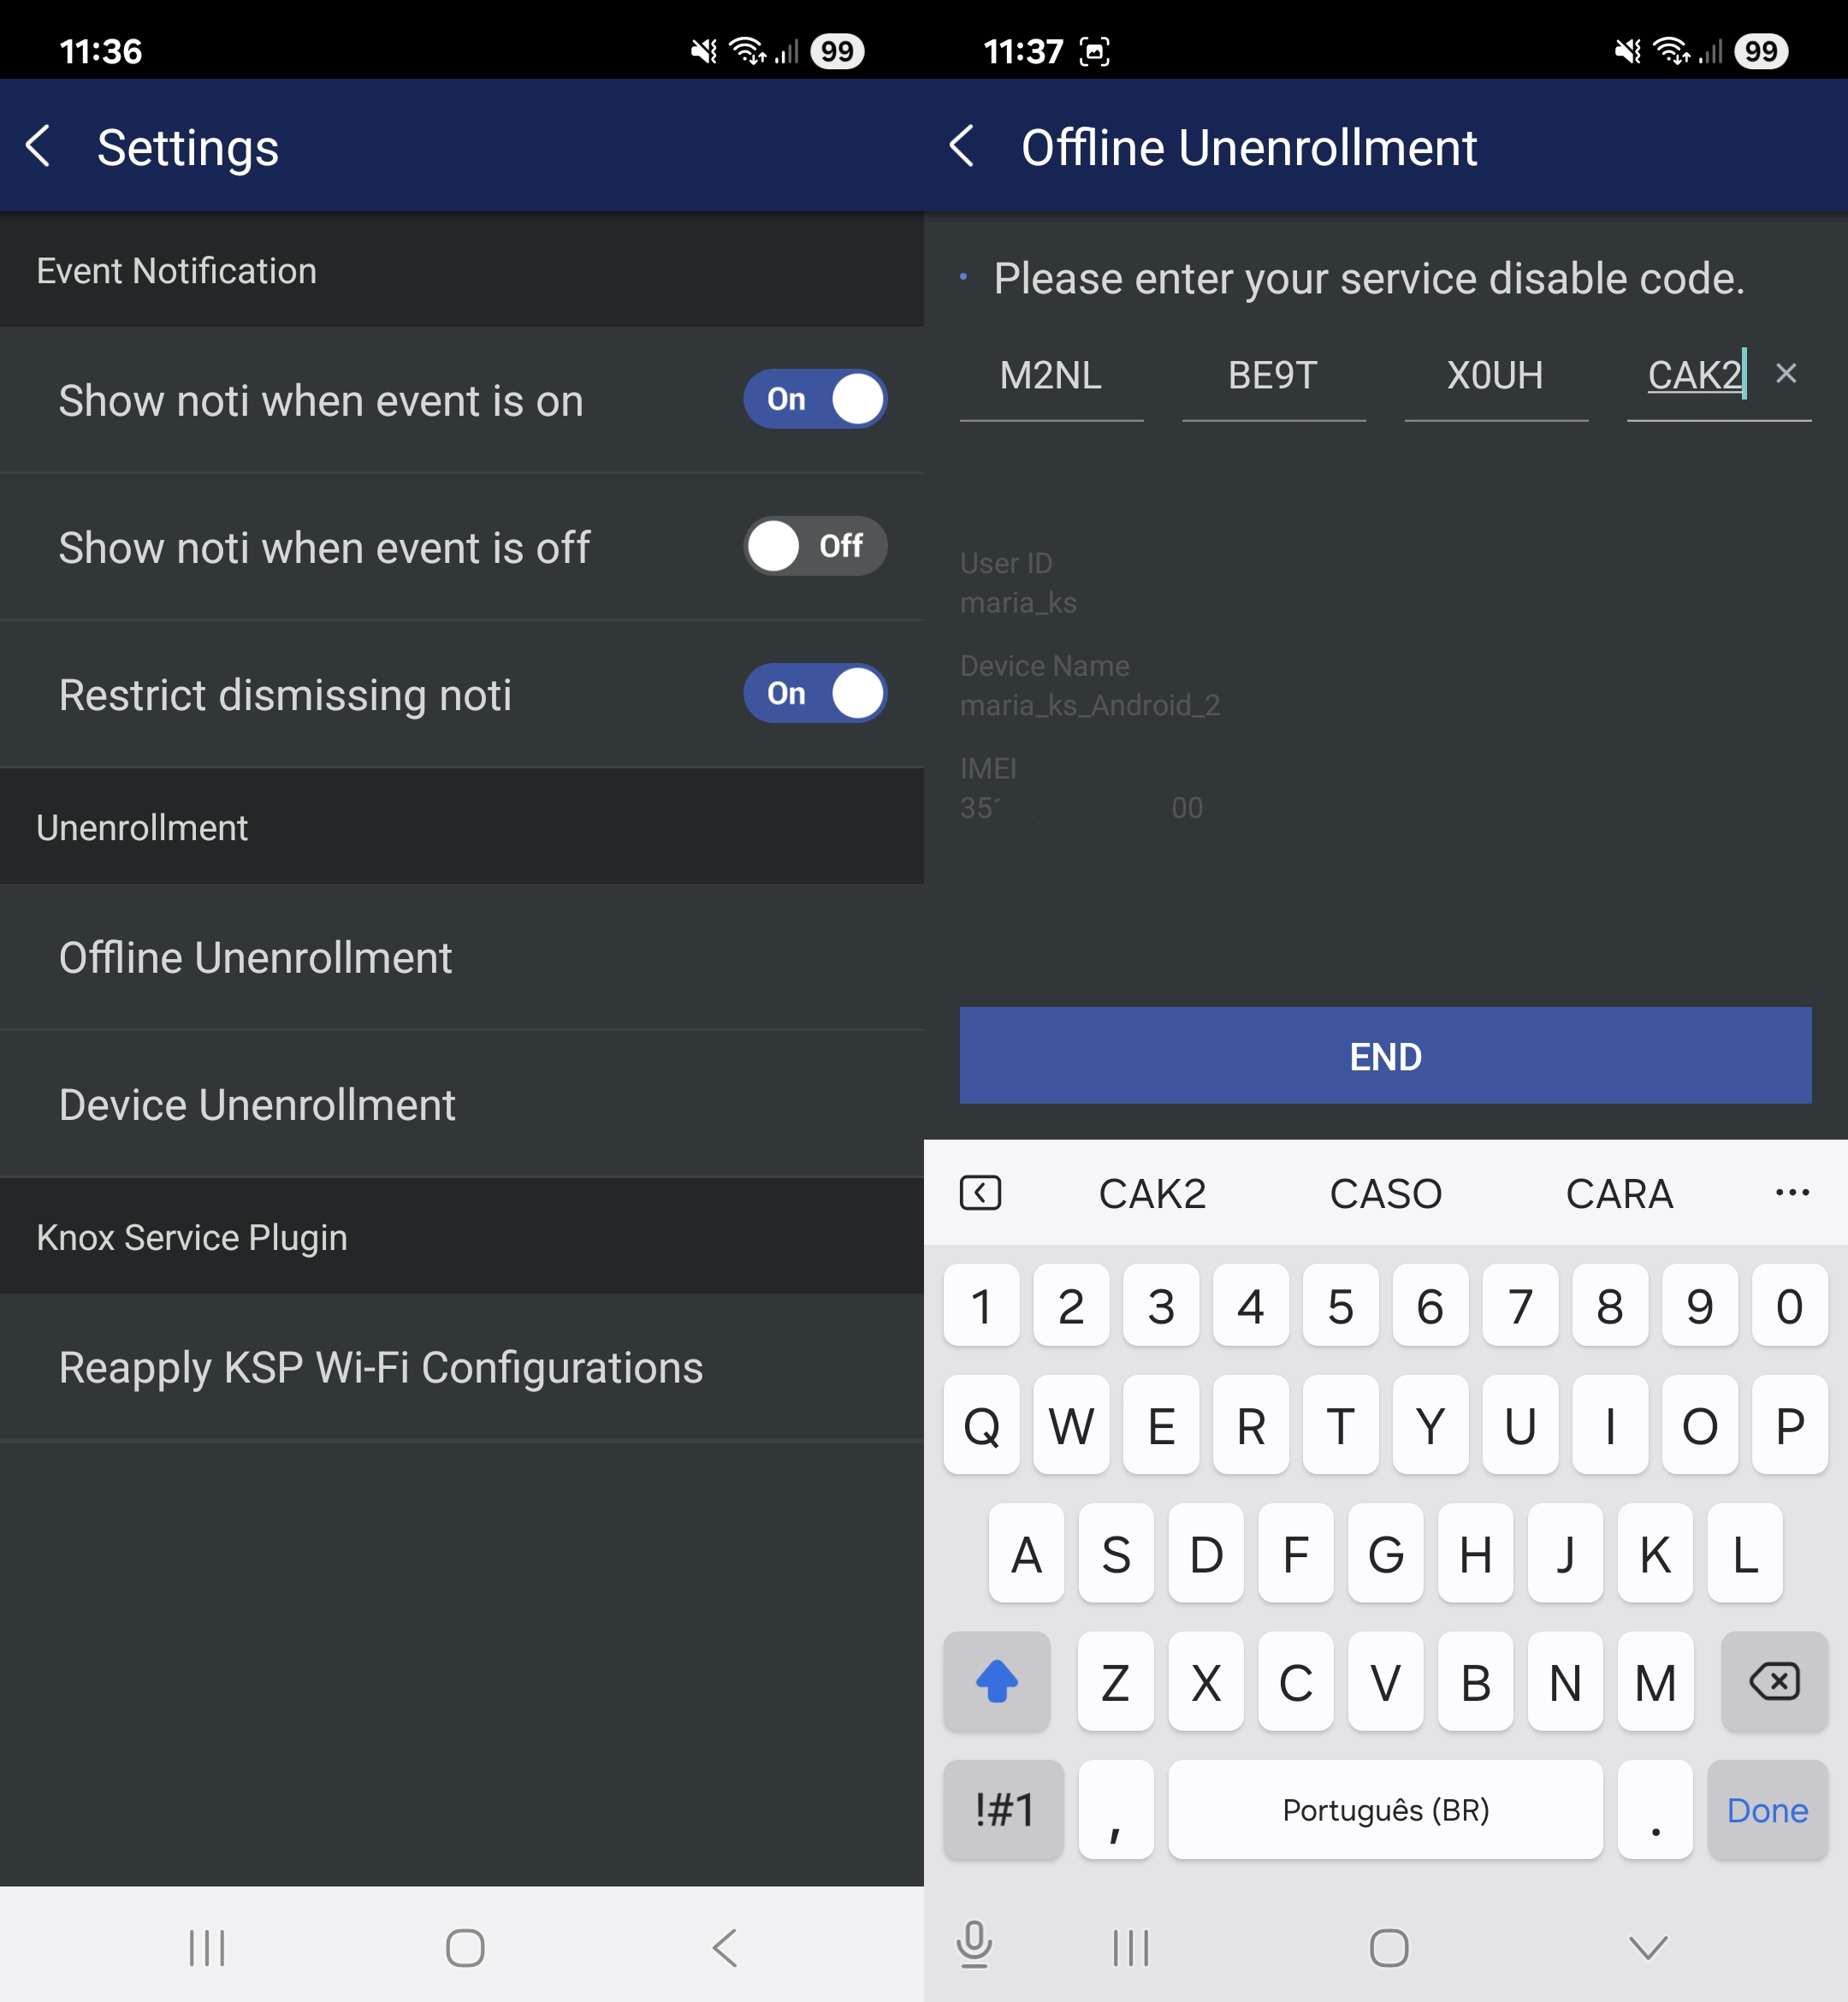 11:36
99
Settings
Event Notification
Show noti when event is on
On
Show noti when event is off
Off
Restrict dismissing noti
On
Unenrollment
Offline Unenrollment
Device Unenrollment
Knox Service Plugin
Reapply KSP Wi-Fi Configurations
11:37
99
Offline Unenrollment
• Please enter your service disable code.
M2NL BE9T X0UH CAK2
User ID
maria_ks
Device Name
maria_ks_Android_2
IMEI
35 00
END
CAK2 CASO CARA
1 2 3 4 5 6 7 8 9 0
Q W E R T Y U I O P
A S D F G H J K L
Z X C V B N M
!#1 , Português (BR) . Done